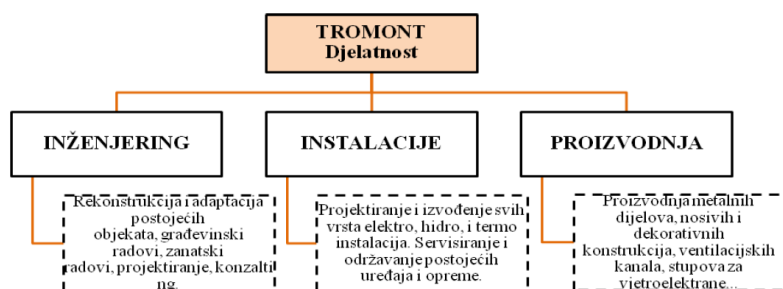 TROMONT
Djelatnost
INŽENJERING
INSTALACIJE
PROIZVODNJA
Rekonstrukcija i adaptacija
postojećih
objekata, građevinski
radovi, zanatski
radovi, projektiranje, konzalti
ng.
Projektiranje i izvođenje svih
vrsta elektro, hidro, i termo
instalacija. Servisiranje i
održavanje postojećih
uređaja i opreme.
Proizvodnja metalnih
dijelova, nosivih i
dekorativnih
konstrukcija, ventilacijskih
kanala, stupova za
vjetroelektrane...